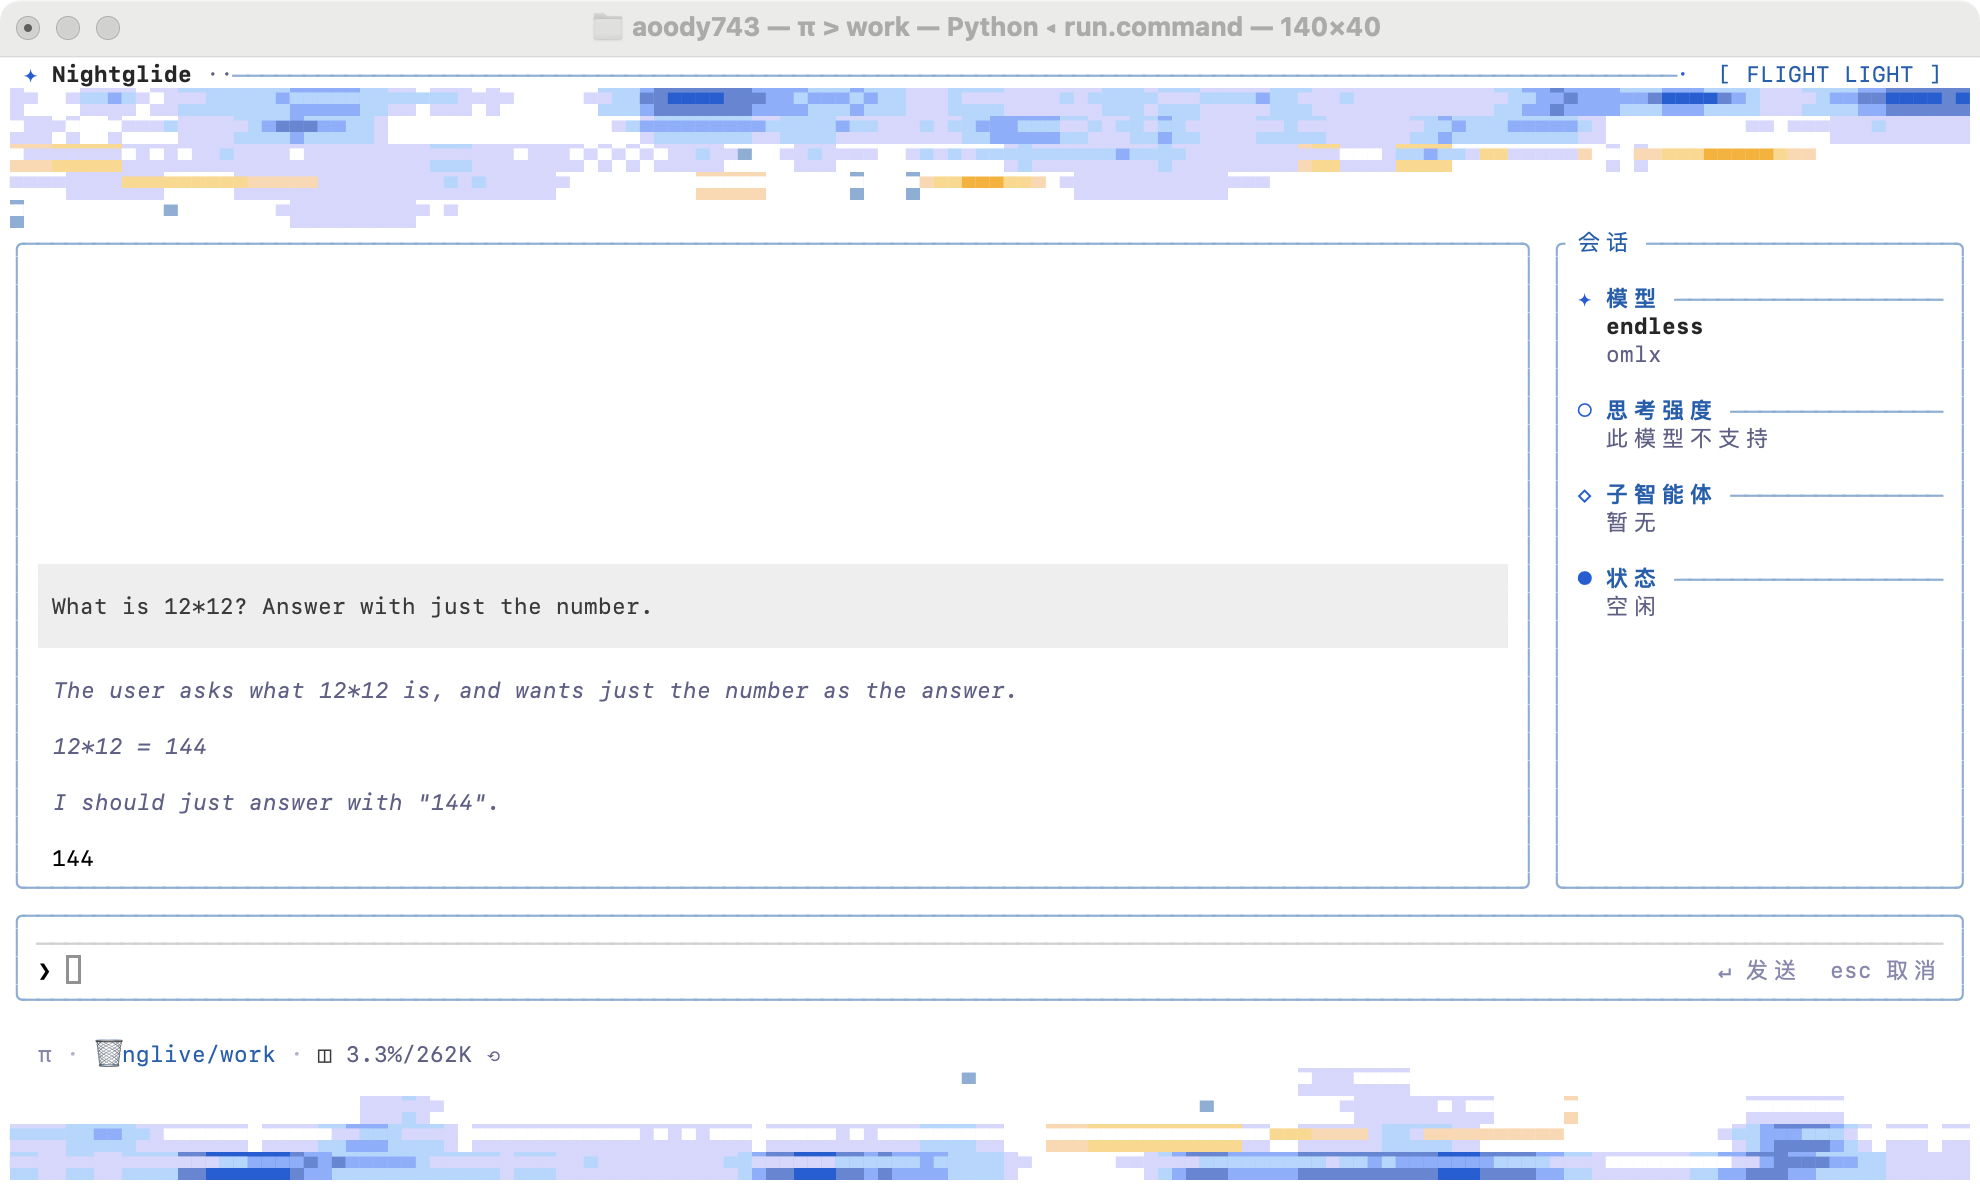 aoody743 — π > work — Python ◂ run.command — 140×40
✦ Nightglide
[ FLIGHT LIGHT ]
What is 12*12? Answer with just the number.
The user asks what 12*12 is, and wants just the number as the answer.
12*12 = 144
I should just answer with "144".
144
会话
模型
endless
omlx
思考强度
此模型不支持
子智能体
暂无
状态
空闲
❯
↵ 发送 esc 取消
π · nglive/work · ◫ 3.3%/262K ⟲